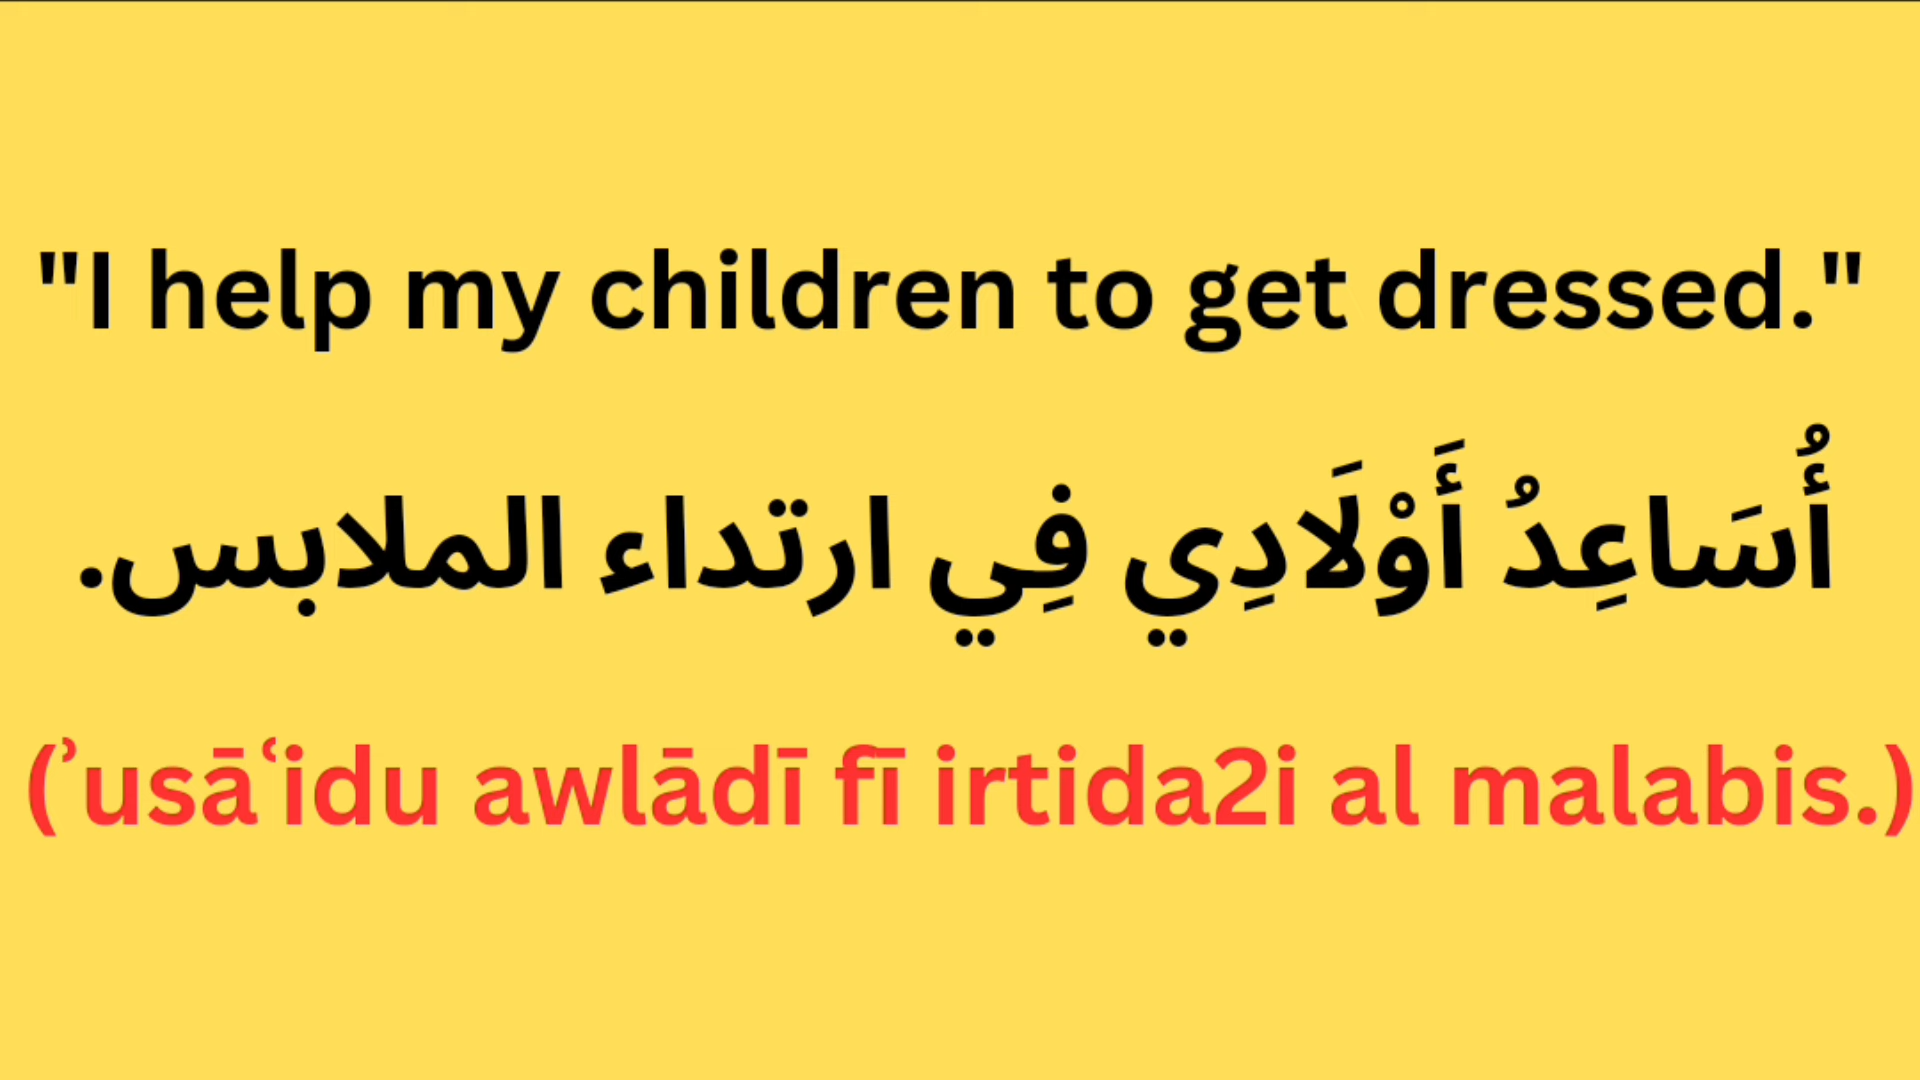 "I help my children to get dressed."
أُسَاعِدُ أَوْلَادِي فِي ارتداء الملابس.
(ʾusāʿidu awlādī fī irtida2i al malabis.)